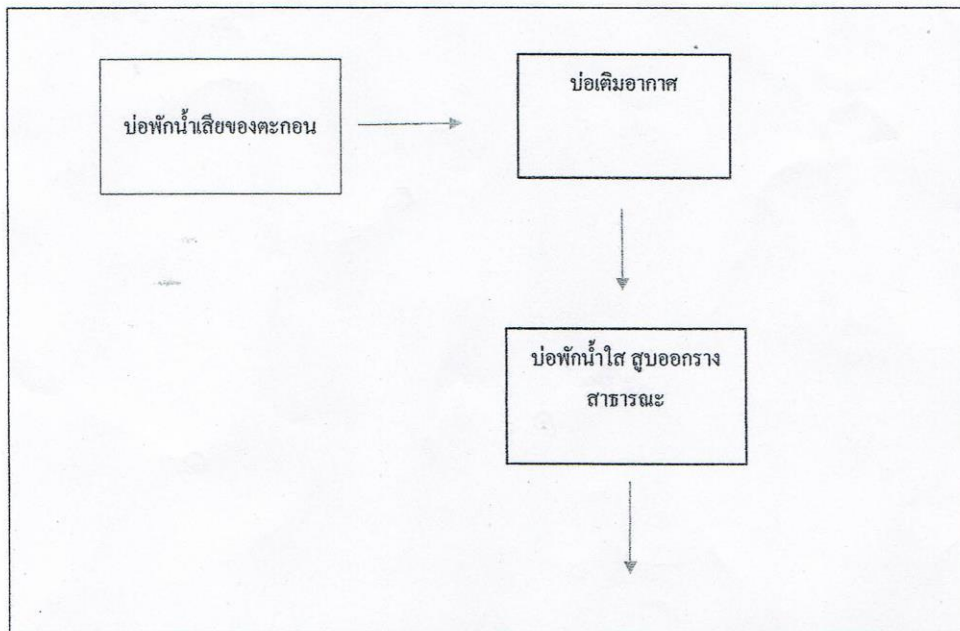 บ่อพักน้ำเสียของตะกอน
บ่อเติมอากาศ
บ่อพักน้ำใส สูบออกราง
สาธารณะ